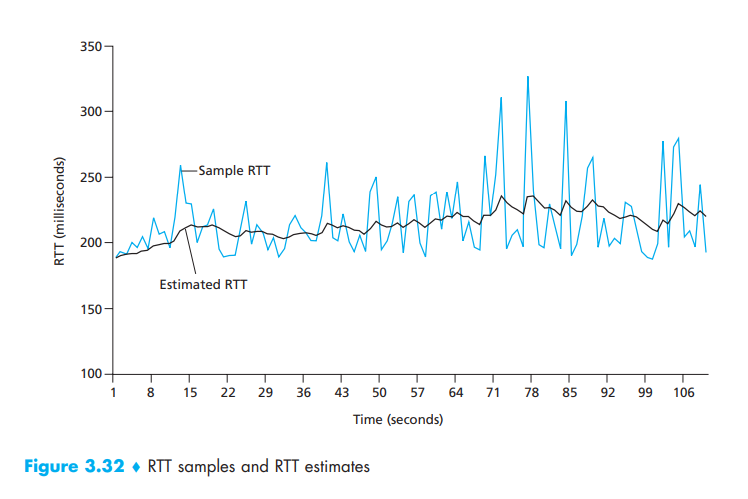 350
300
250
200
150
100
RTT (milliseconds)
Sample RTT
Estimated RTT
1 8 15 22 29 36 43 50 57 64 71 78 85 92 99 106
Time (seconds)
Figure 3.32 ♦ RTT samples and RTT estimates